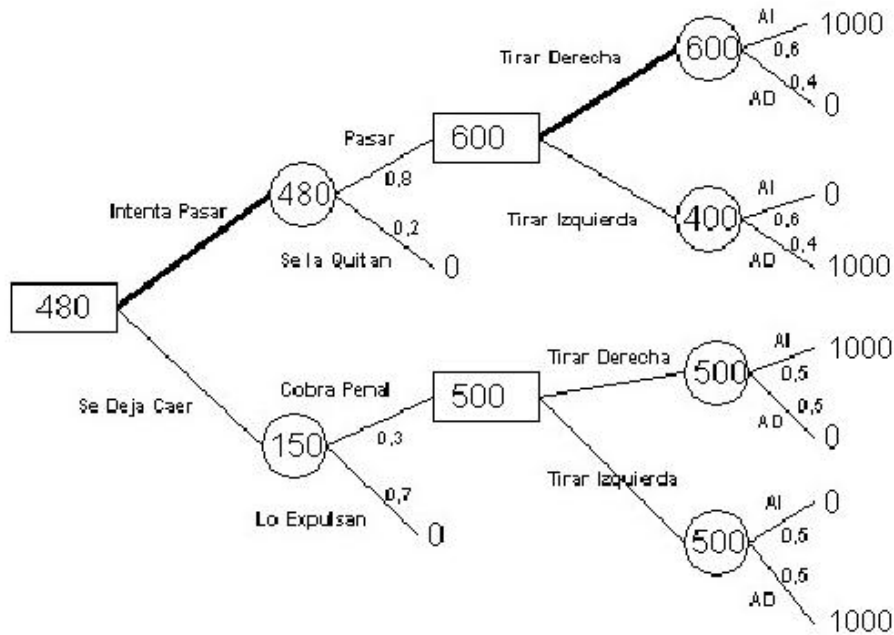 AI
1000
600
0,6
Tirar Derecha
0,4
AD
0
Pasar
600
0,8
AI
0
480
400
0,6
Intenta Pasar
0,2
Tirar Izquierda
0,4
Se la Quitan
0
AD
1000
480
AI
1000
Tirar Derecha
500
0,5
Cobra Penal
500
0,5
Se Deja Caer
AD
0
150
0,3
Tirar Izquierda
0,7
AI
0
Lo Expulsan
0
500
0,5
0,5
AD
1000